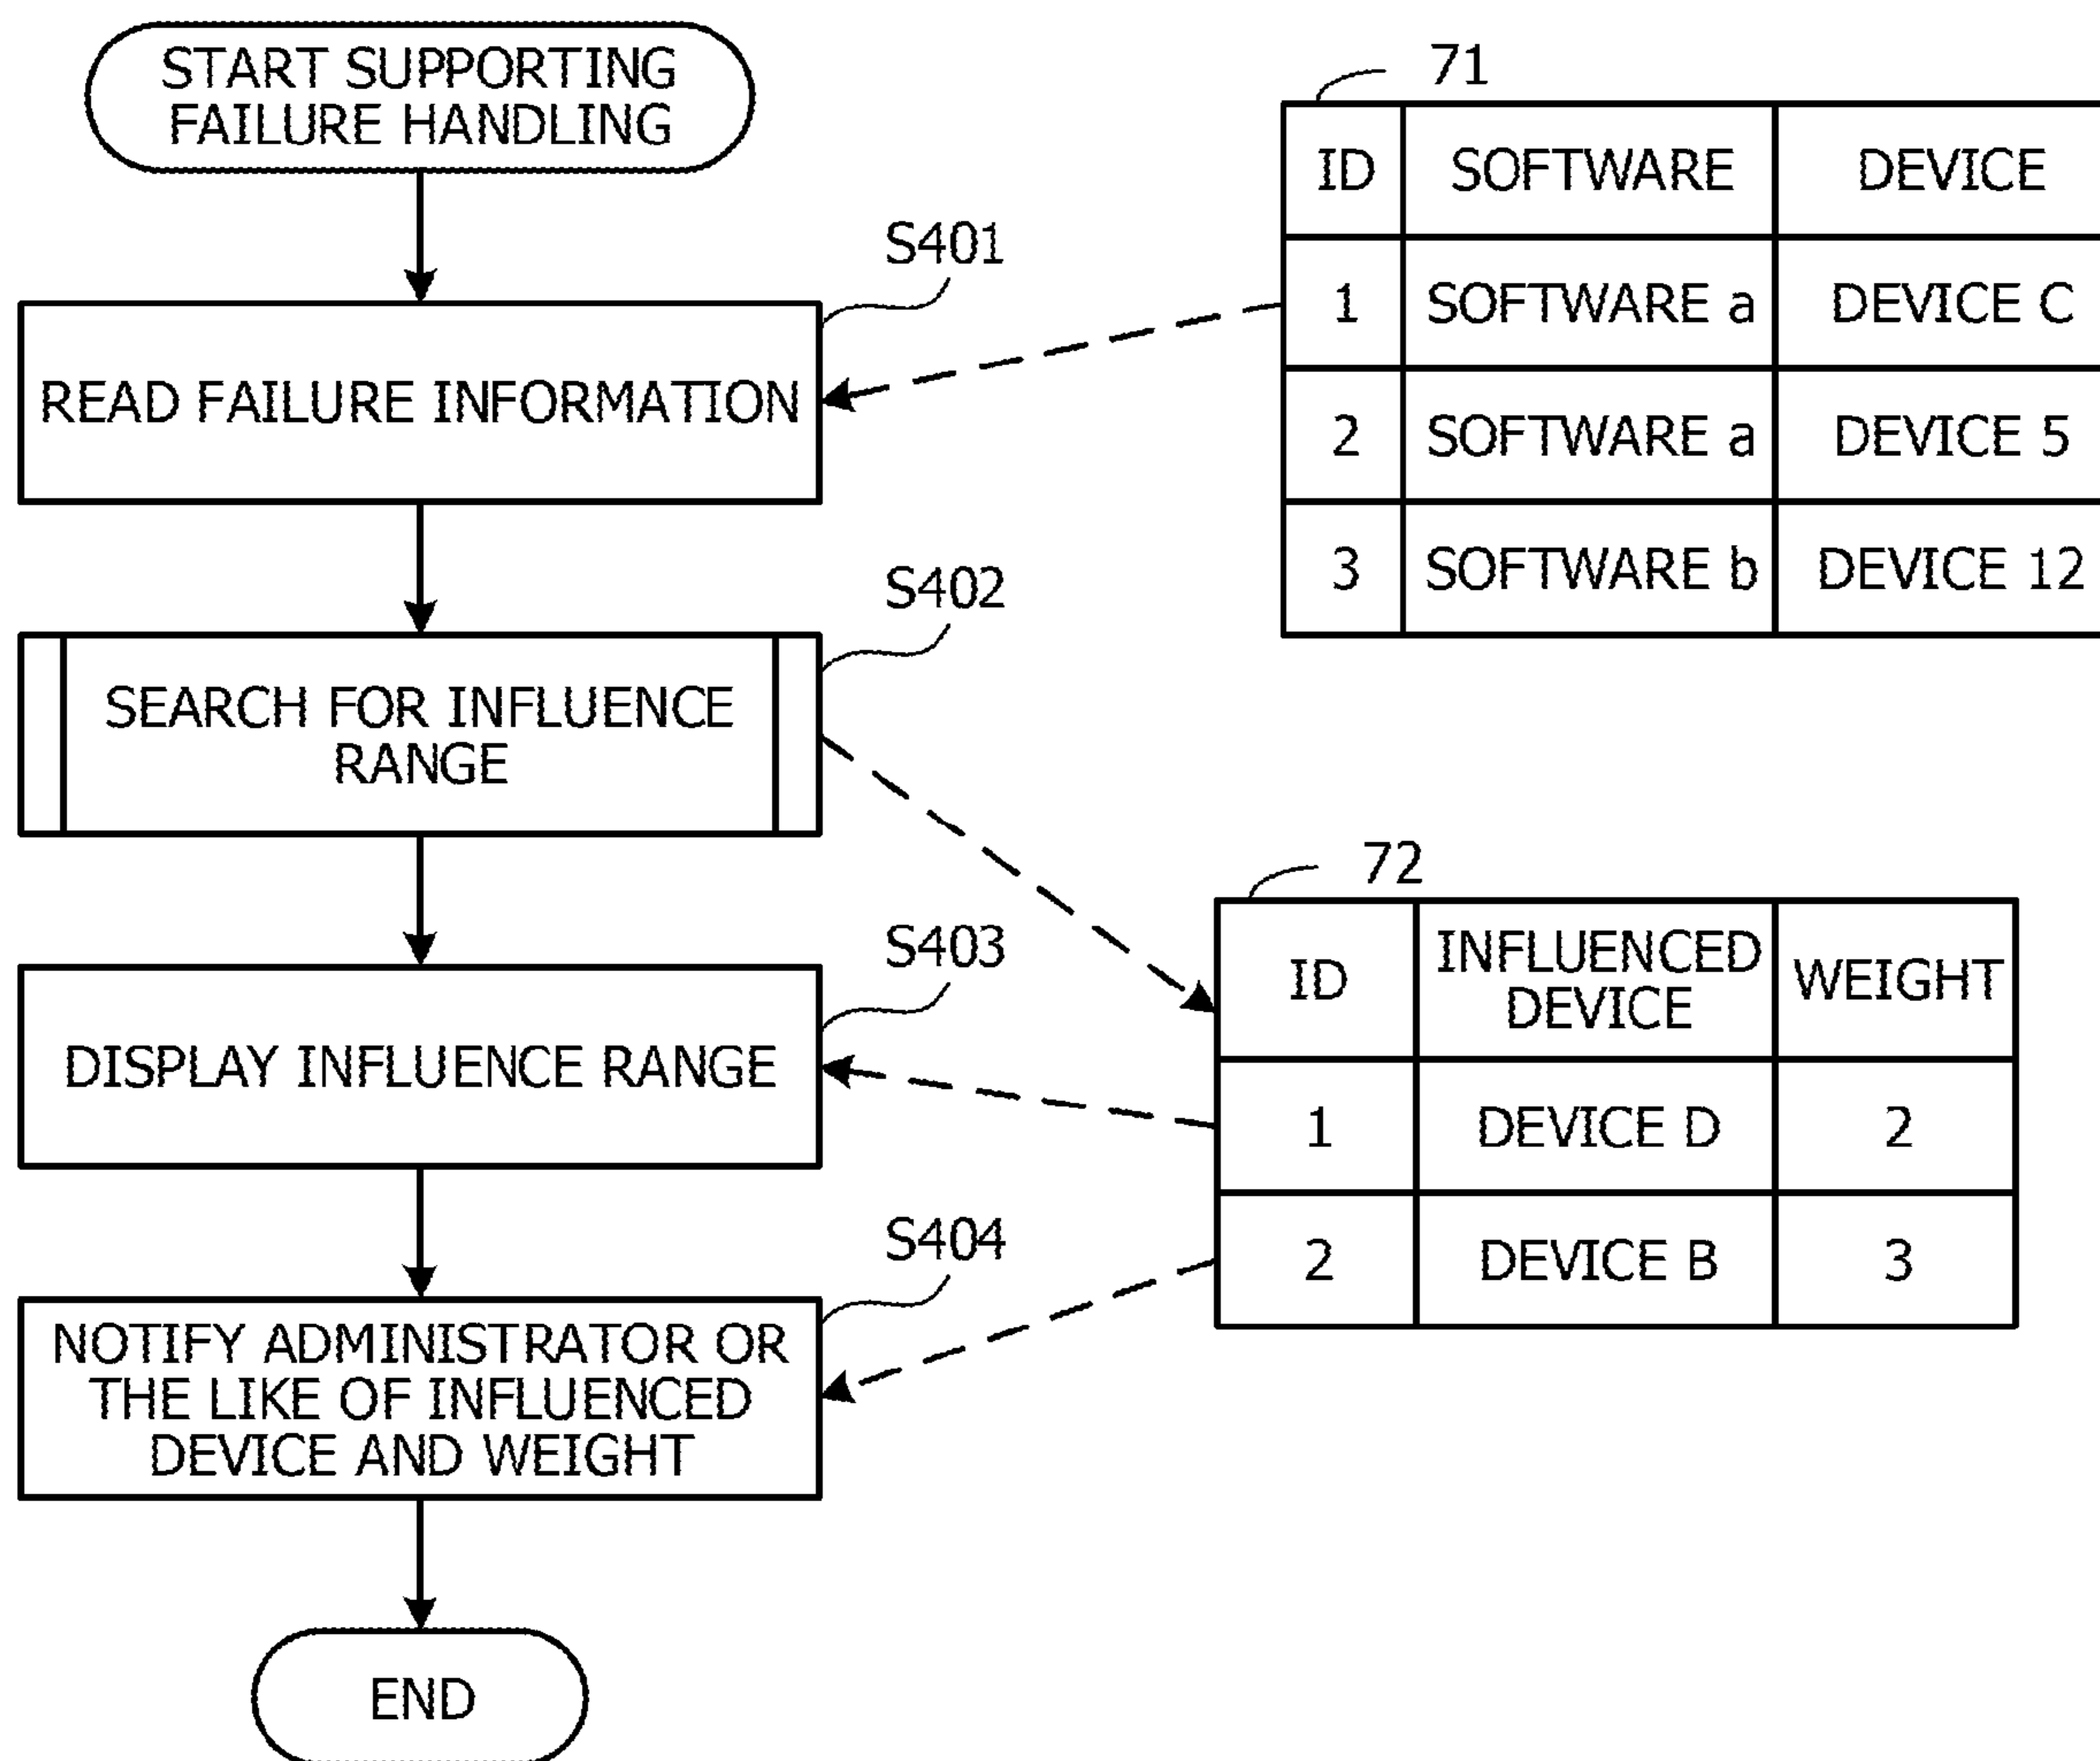 START SUPPORTING
FAILURE HANDLING
S401
READ FAILURE INFORMATION
S402
SEARCH FOR INFLUENCE
RANGE
S403
DISPLAY INFLUENCE RANGE
S404
NOTIFY ADMINISTRATOR OR
THE LIKE OF INFLUENCED
DEVICE AND WEIGHT
END
71
ID SOFTWARE DEVICE
1 SOFTWARE a DEVICE C
2 SOFTWARE a DEVICE 5
3 SOFTWARE b DEVICE 12
72
ID INFLUENCED DEVICE WEIGHT
1 DEVICE D 2
2 DEVICE B 3